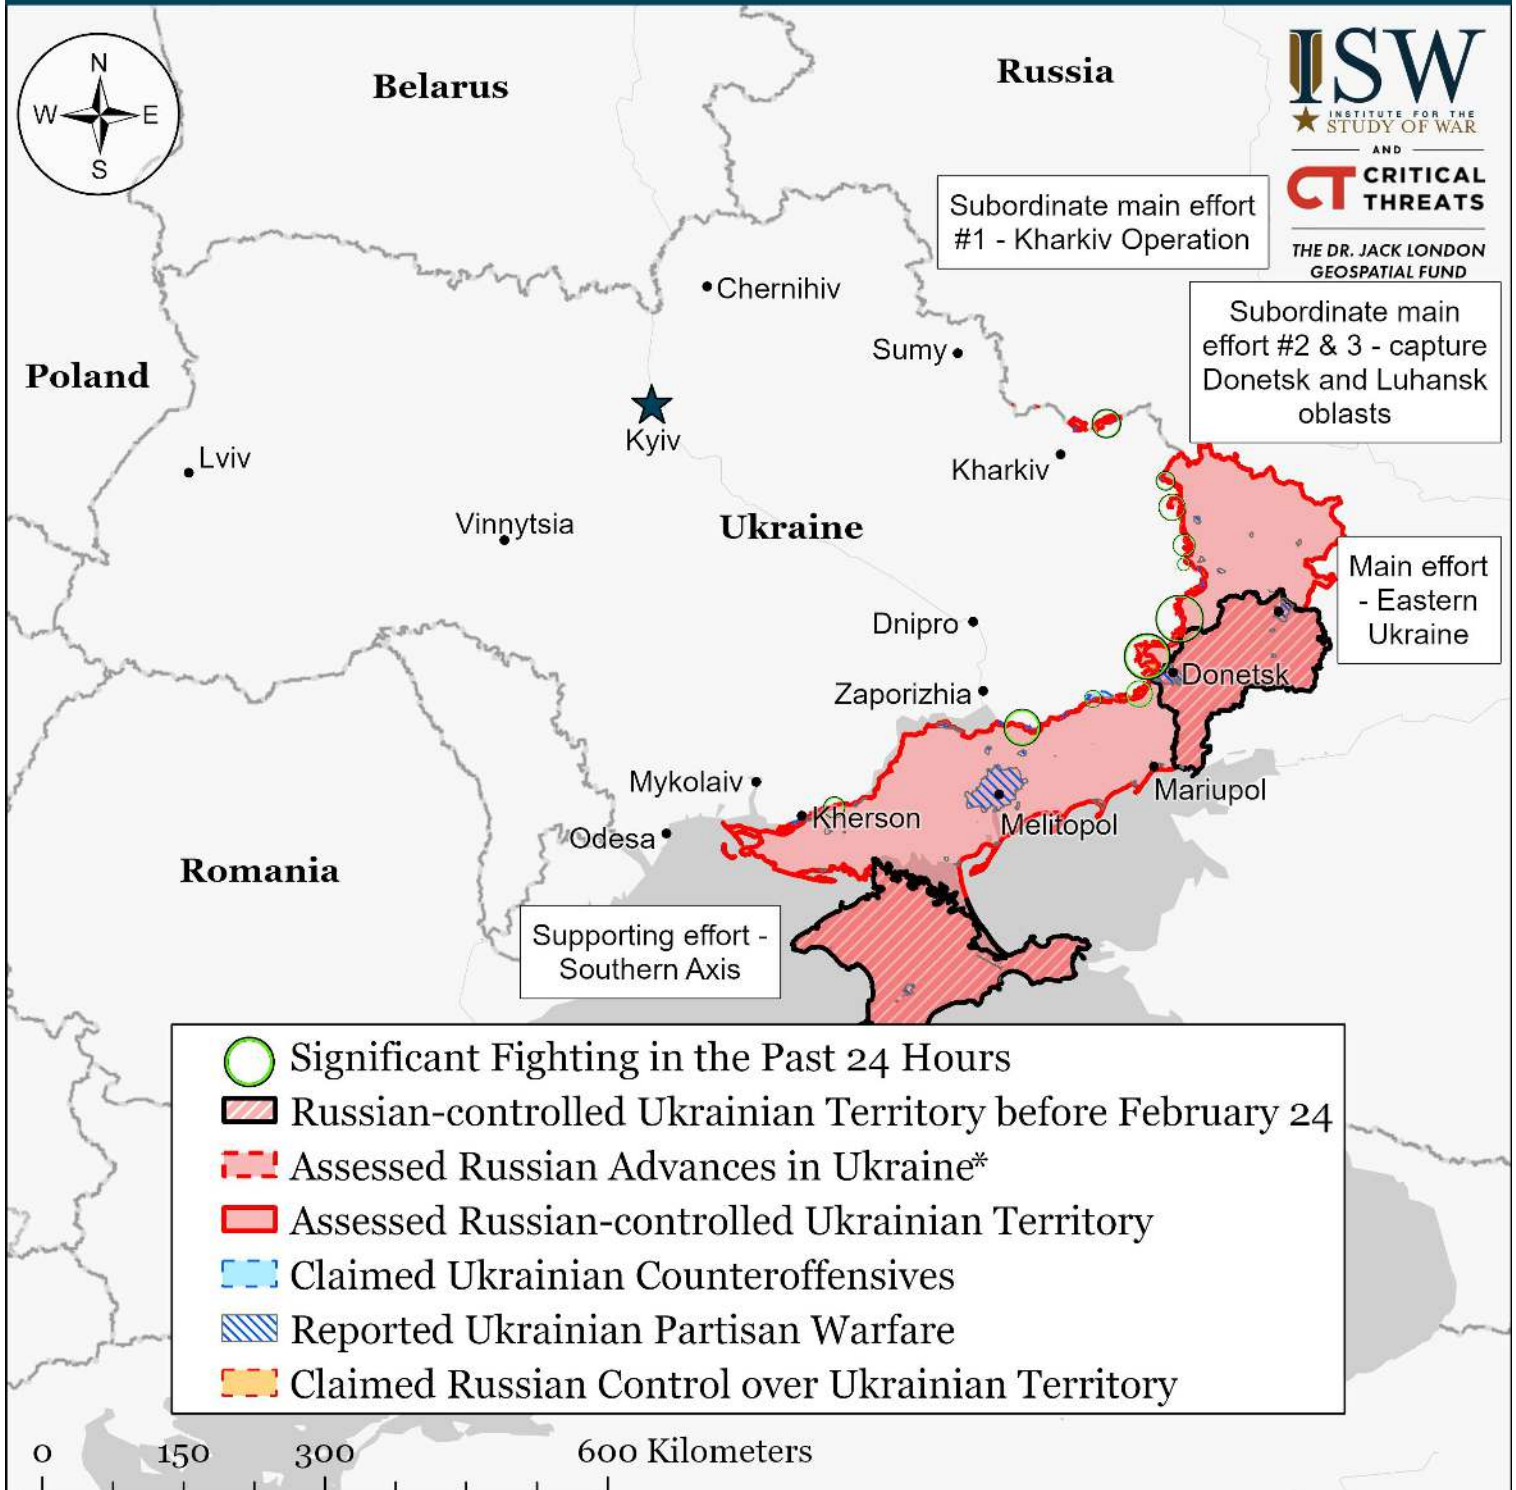 N
W
E
S
Belarus
Russia
ISW
INSTITUTE FOR THE
STUDY OF WAR
AND
CT CRITICAL
THREATS
THE DR. JACK LONDON
GEOSPATIAL FUND
Subordinate main effort
#1 - Kharkiv Operation
Subordinate main
effort #2 & 3 - capture
Donetsk and Luhansk
oblasts
Chernihiv
Sumy
Poland
Kyiv
Lviv
Kharkiv
Vinnytsia
Ukraine
Main effort
- Eastern
Ukraine
Dnipro
Donetsk
Zaporizhia
Mykolaiv
Mariupol
Kherson
Melitopol
Odesa
Romania
Supporting effort -
Southern Axis
Significant Fighting in the Past 24 Hours
Russian-controlled Ukrainian Territory before February 24
Assessed Russian Advances in Ukraine*
Assessed Russian-controlled Ukrainian Territory
Claimed Ukrainian Counteroffensives
Reported Ukrainian Partisan Warfare
Claimed Russian Control over Ukrainian Territory
0 150 300 600 Kilometers